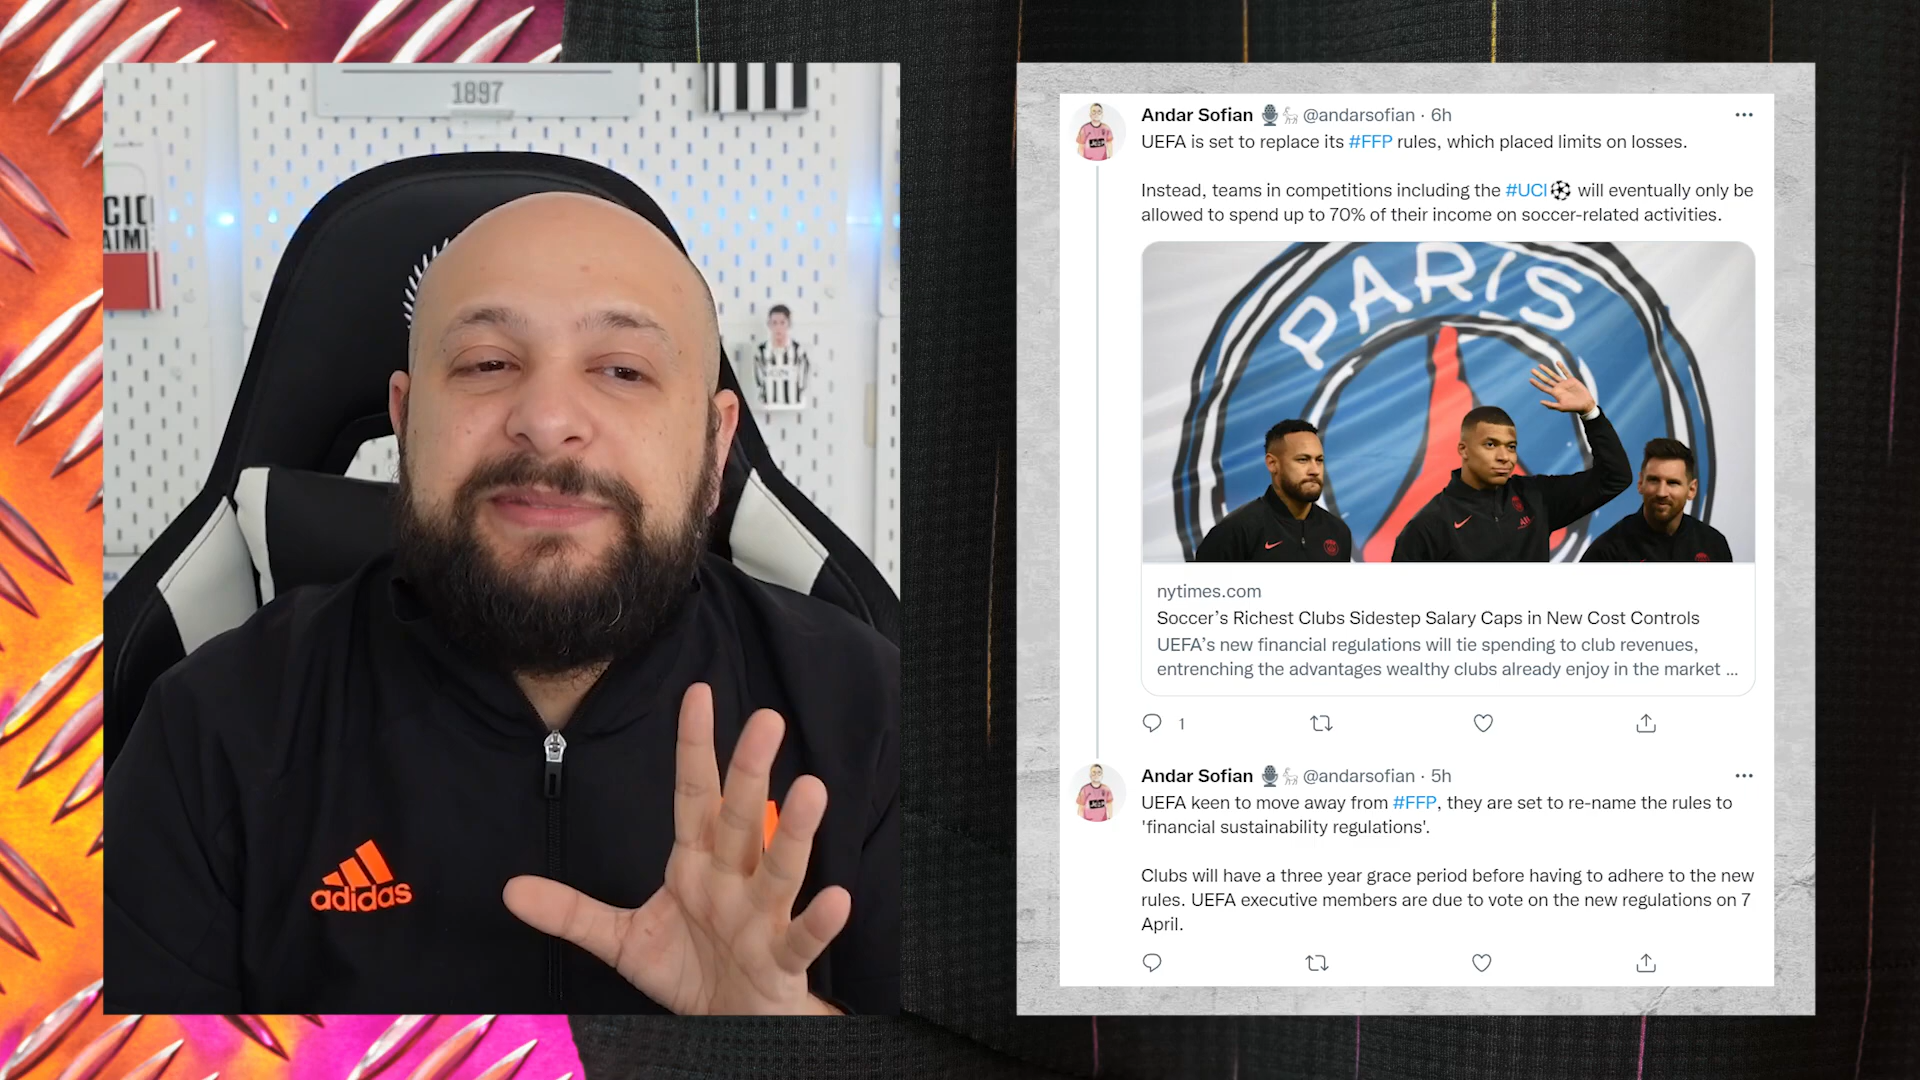 1897
CIO
AIMI
adidas
Andar Sofian @andarsofian · 6h
UEFA is set to replace its #FFP rules, which placed limits on losses.
Instead, teams in competitions including the #UCl will eventually only be
allowed to spend up to 70% of their income on soccer-related activities.
PARIS
nytimes.com
Soccer’s Richest Clubs Sidestep Salary Caps in New Cost Controls
UEFA’s new financial regulations will tie spending to club revenues,
entrenching the advantages wealthy clubs already enjoy in the market ...
1
Andar Sofian @andarsofian · 5h
UEFA keen to move away from #FFP, they are set to re-name the rules to
'financial sustainability regulations'.
Clubs will have a three year grace period before having to adhere to the new
rules. UEFA executive members are due to vote on the new regulations on 7
April.